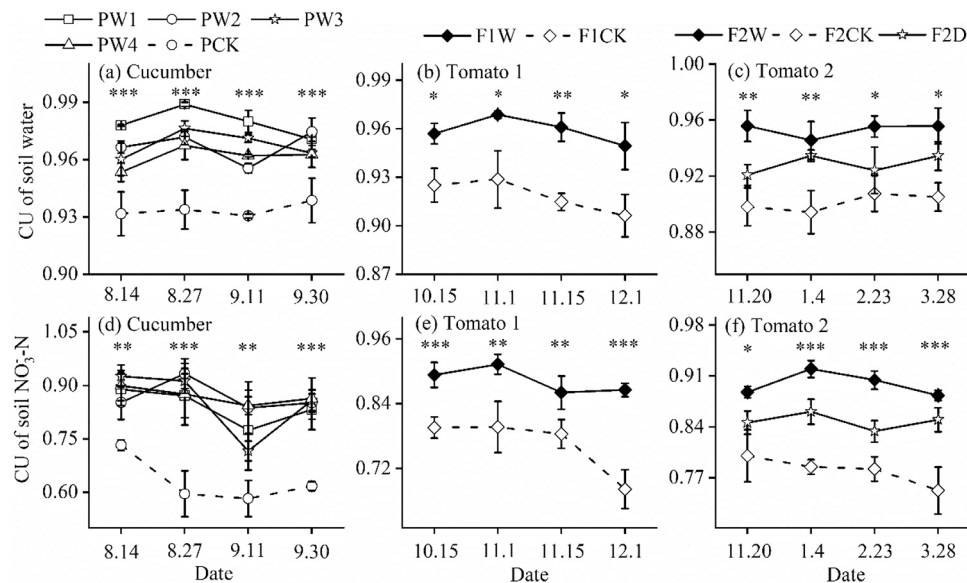 PW1 PW2 PW3
PW4 PCK
F1W F1CK
F2W F2CK F2D
(a) Cucumber
*** *** *** ***
CU of soil water
0.99
0.96
0.93
0.90
8.14 8.27 9.11 9.30
(b) Tomato 1
* * ** *
0.99
0.96
0.93
0.90
0.87
10.15 11.1 11.15 12.1
(c) Tomato 2
** ** * *
1.00
0.96
0.92
0.88
11.20 1.4 2.23 3.28
(d) Cucumber
** *** ** ***
CU of soil NO₃⁻-N
1.05
0.90
0.75
0.60
8.14 8.27 9.11 9.30
Date
(e) Tomato 1
*** ** ** ***
0.96
0.84
0.72
10.15 11.1 11.15 12.1
Date
(f) Tomato 2
* *** *** ***
0.98
0.91
0.84
0.77
11.20 1.4 2.23 3.28
Date